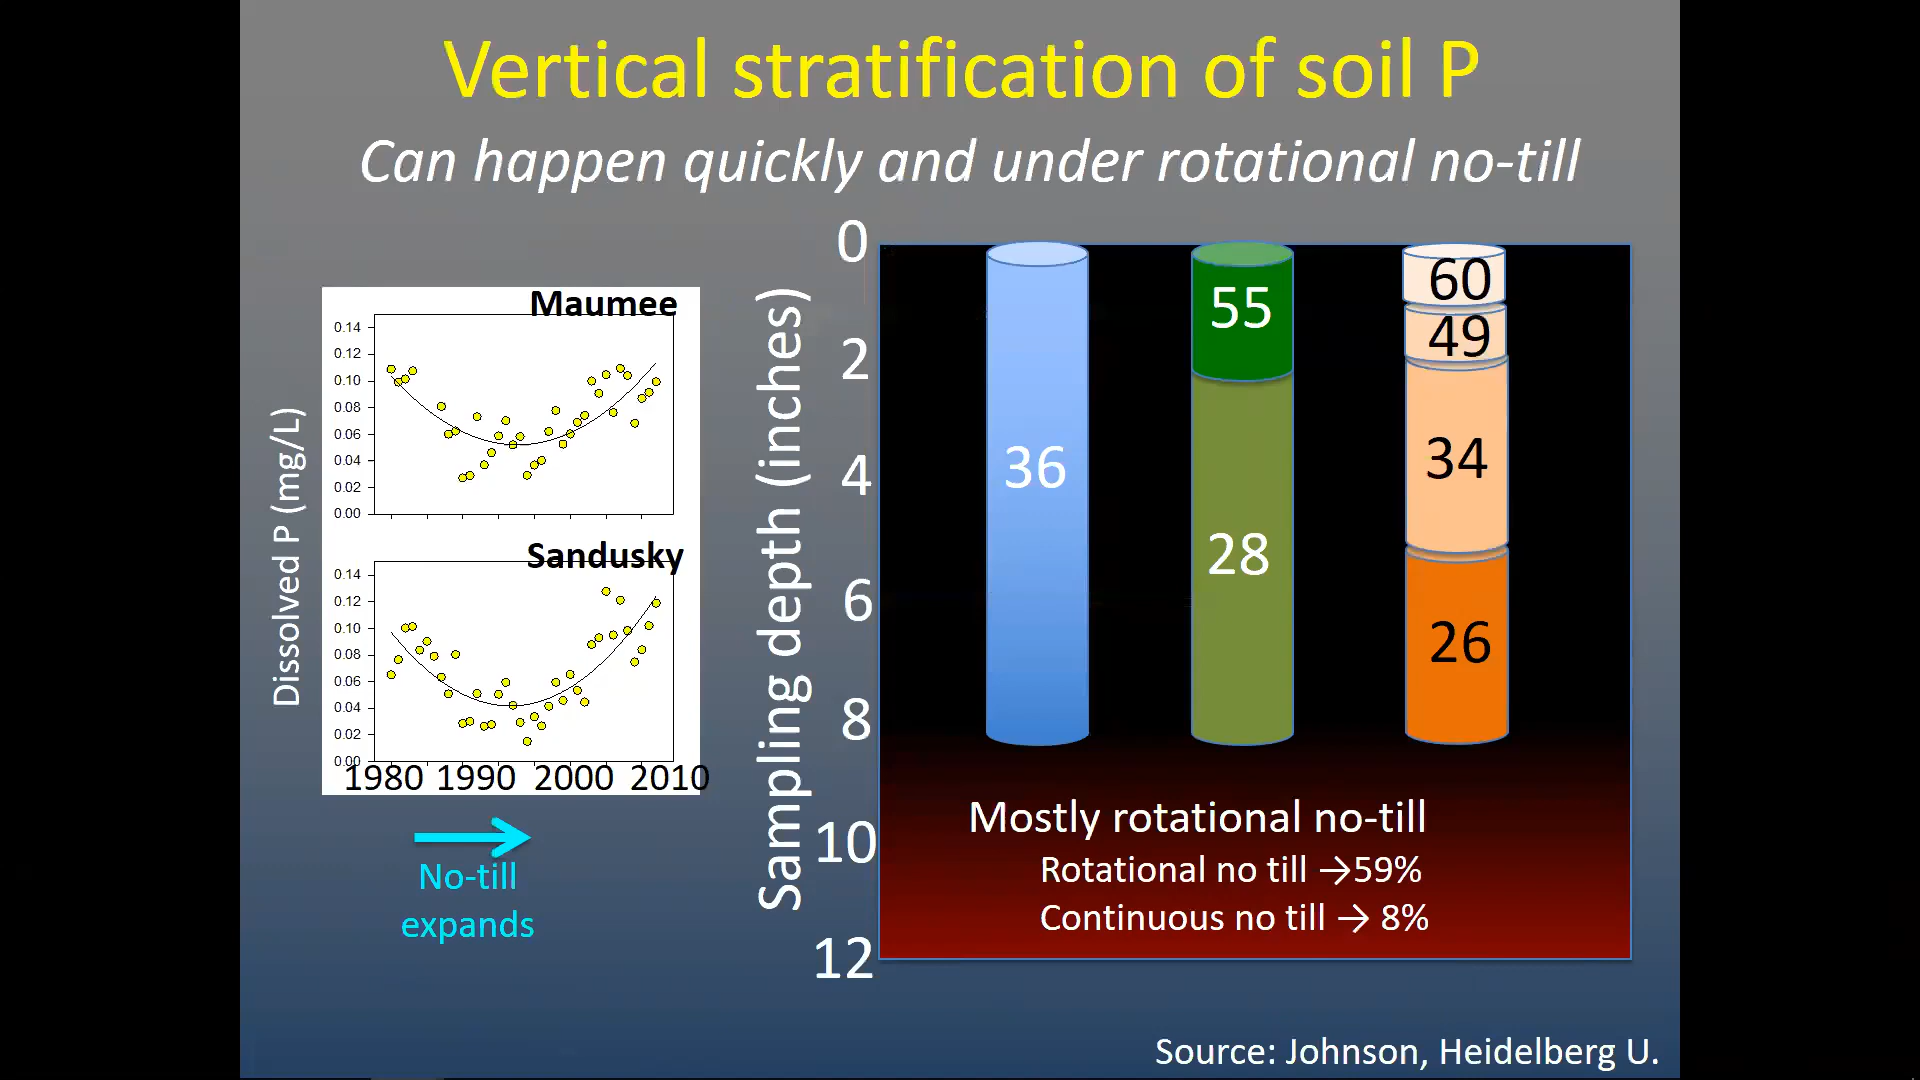 Vertical stratification of soil P
Can happen quickly and under rotational no-till
Dissolved P (mg/L)
Maumee
0.14
0.12
0.10
0.08
0.06
0.04
0.02
0.00
Sandusky
0.14
0.12
0.10
0.08
0.06
0.04
0.02
0.00
1980 1990 2000 2010
No-till
expands
Sampling depth (inches)
0
2
4
6
8
10
12
36
55
28
60
49
34
26
Mostly rotational no-till
Rotational no till →59%
Continuous no till → 8%
Source: Johnson, Heidelberg U.